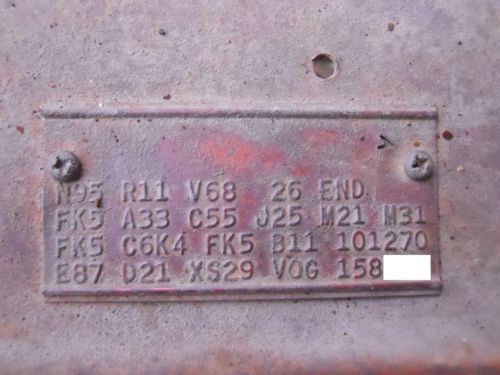 N95 R11 V68 26 END
FK5 A33 C55 J25 M21 M31
FK5 C6K4 FK5 B11 101270
E87 D21 XS29 V0G 158